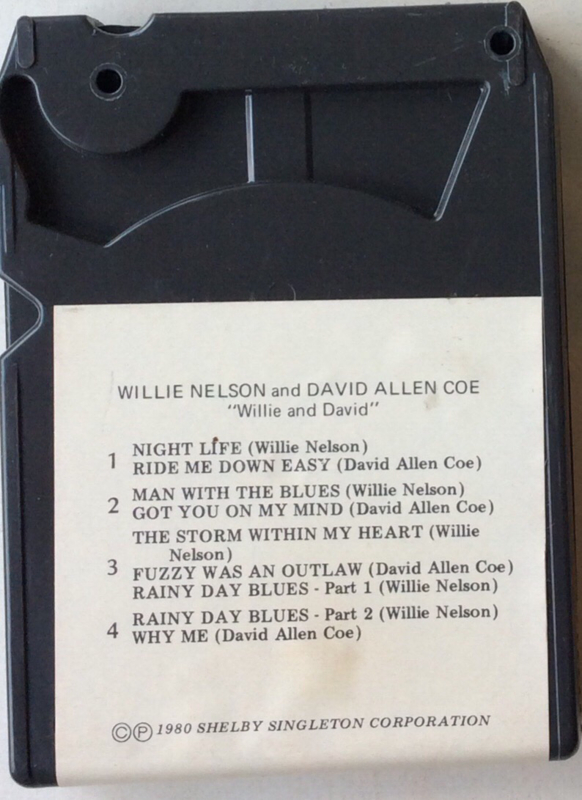 WILLIE NELSON and DAVID ALLEN COE
"Willie and David"
1 NIGHT LIFE (Willie Nelson)
RIDE ME DOWN EASY (David Allen Coe)
2 MAN WITH THE BLUES (Willie Nelson)
GOT YOU ON MY MIND (David Allen Coe)
THE STORM WITHIN MY HEART (Willie
Nelson)
3 FUZZY WAS AN OUTLAW (David Allen Coe)
RAINY DAY BLUES - Part 1 (Willie Nelson)
RAINY DAY BLUES - Part 2 (Willie Nelson)
4 WHY ME (David Allen Coe)
©℗ 1980 SHELBY SINGLETON CORPORATION